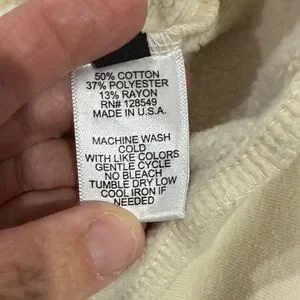 50% COTTON
37% POLYESTER
13% RAYON
RN# 128549
MADE IN U.S.A.
MACHINE WASH
COLD
WITH LIKE COLORS
GENTLE CYCLE
NO BLEACH
TUMBLE DRY LOW
COOL IRON IF
NEEDED